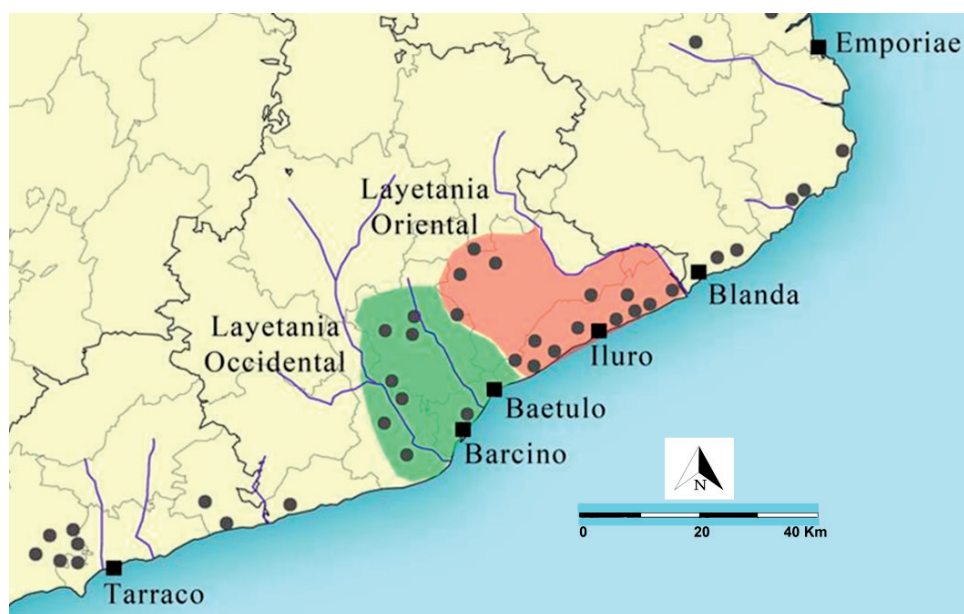 Emporiae
Layetania
Oriental
Blanda
Layetania
Occidental
Iluro
Baetulo
Barcino
N
0 20 40 Km
Tarraco